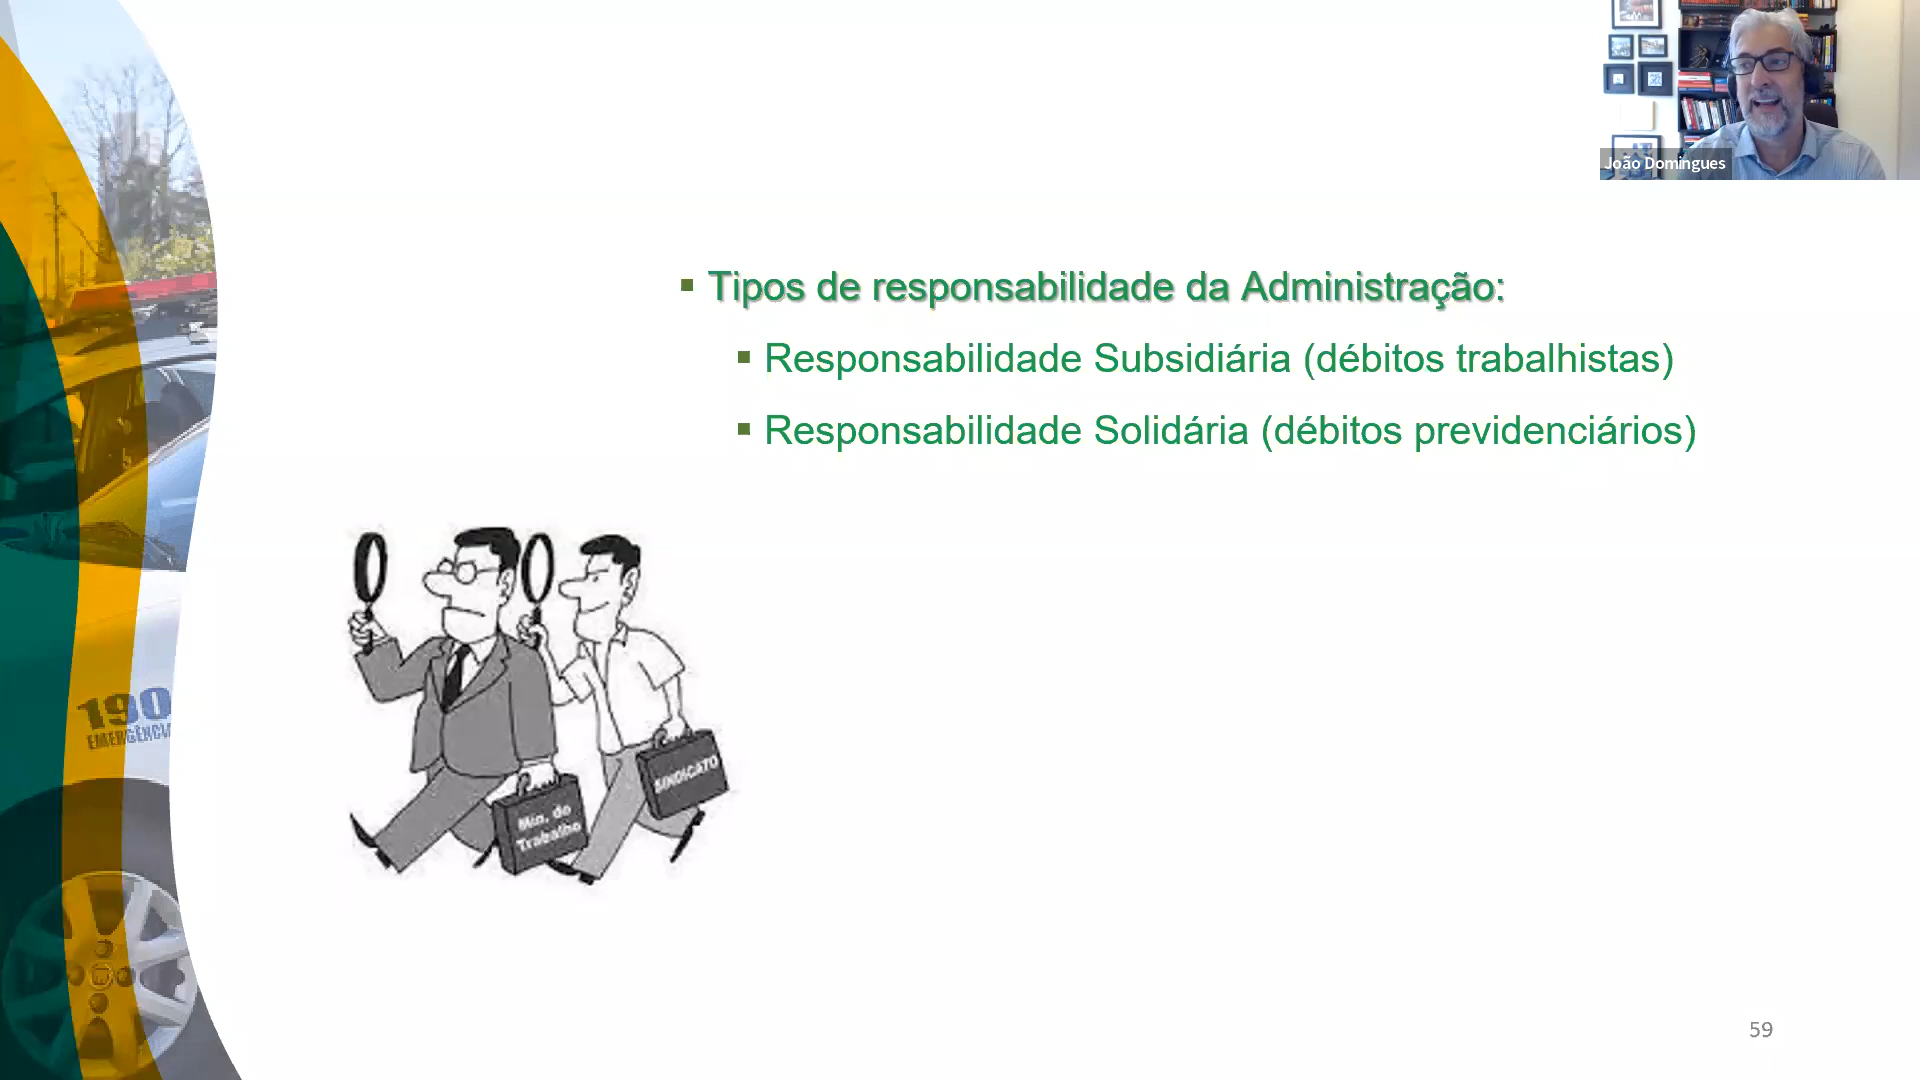 João Domingues
▪ Tipos de responsabilidade da Administração:
▪ Responsabilidade Subsidiária (débitos trabalhistas)
▪ Responsabilidade Solidária (débitos previdenciários)
190
EMERGÊNCIA
SINDICATO
Min. do
Trabalho
59